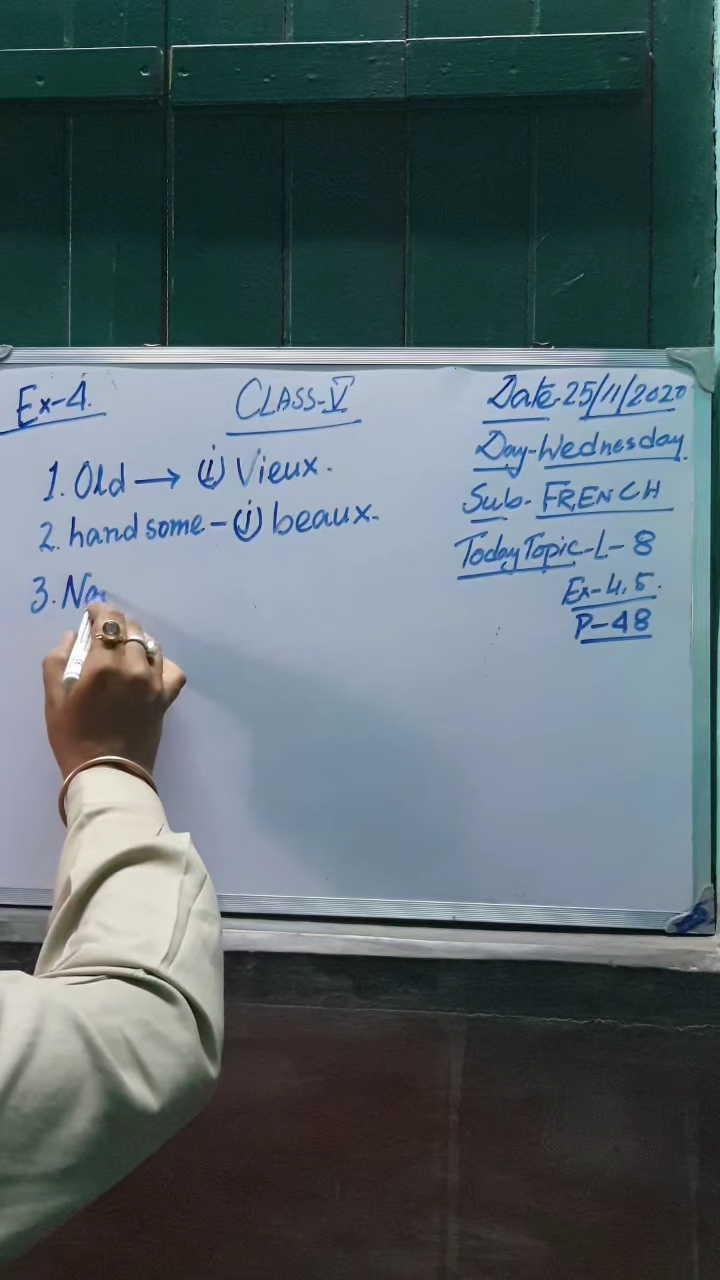 Ex-4.
CLASS-V
Date-25/11/2020
Day-Wednesday.
Sub- FRENCH
Today Topic-L-8
Ex-4,5.
P-48
1. Old → (i) Vieux.
2. handsome - (j) beaux.
3. Na